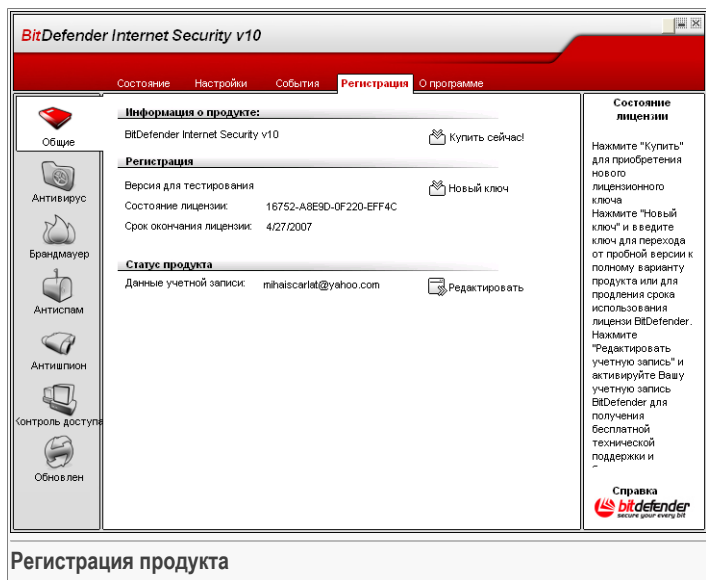 BitDefender Internet Security v10
Состояние Настройки События Регистрация О программе
Общие
Антивирус
Брандмауер
Антиспам
Антишпион
Контроль доступа
Обновлен
Информация о продукте:
BitDefender Internet Security v10 Купить сейчас!
Регистрация
Версия для тестирования Новый ключ
Состояние лицензии: 16752-A8E9D-0F220-EFF4C
Срок окончания лицензии: 4/27/2007
Статус продукта
Данные учетной записи: mihaiscarlat@yahoo.com Редактировать
Состояние
лицензии
Нажмите "Купить"
для приобретения
нового
лицензионного
ключа
Нажмите "Новый
ключ" и введите
ключ для перехода
от пробной версии к
полному варианту
продукта или для
продления срока
использования
лицензи BitDefender.
Нажмите
"Редактировать
учетную запись" и
активируйте Вашу
учетную запись
BitDefender для
получения
бесплатной
технической
поддержки и
Справка
bitdefender
secure your every bit
Регистрация продукта